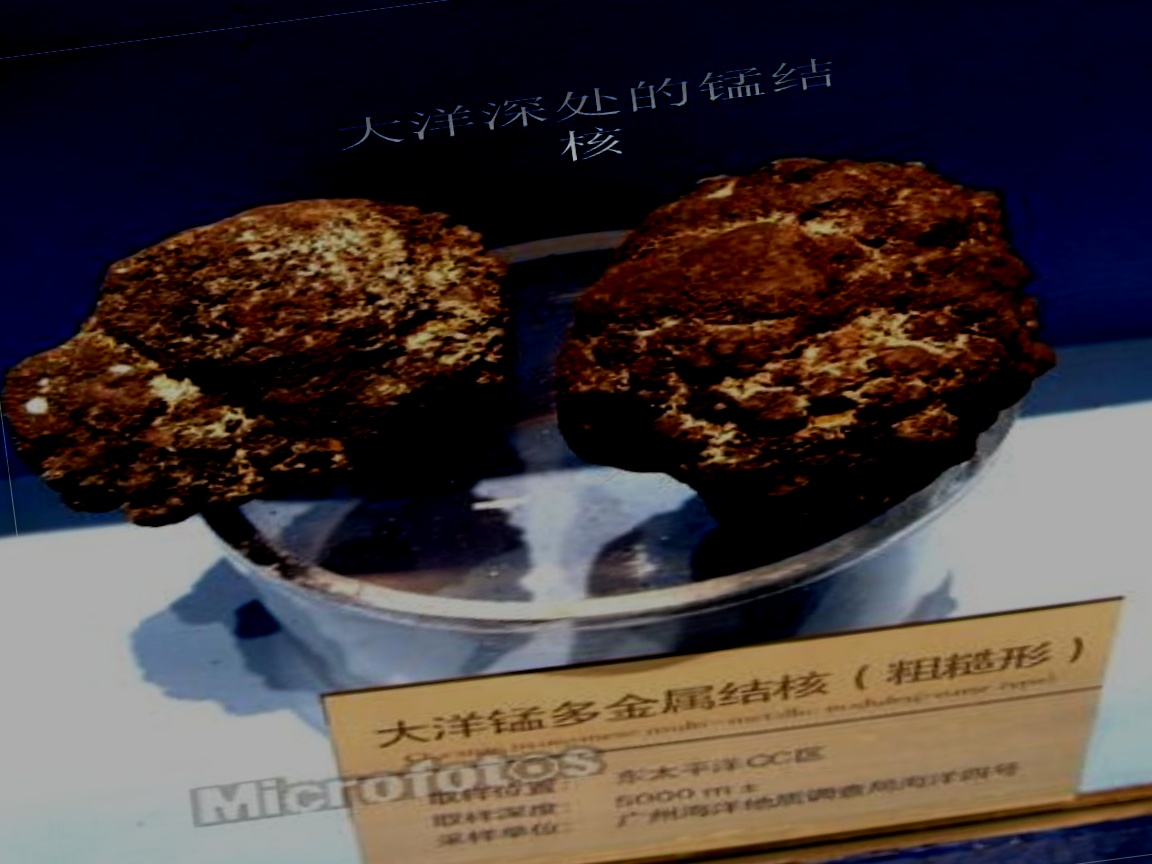 大洋深处的锰结
核
大洋锰多金属结核（粗糙形）
Microfotos
取样位置： 东太平洋CC区
取样深度： 5000m±
采样单位： 广州海洋地质调查局海洋四号